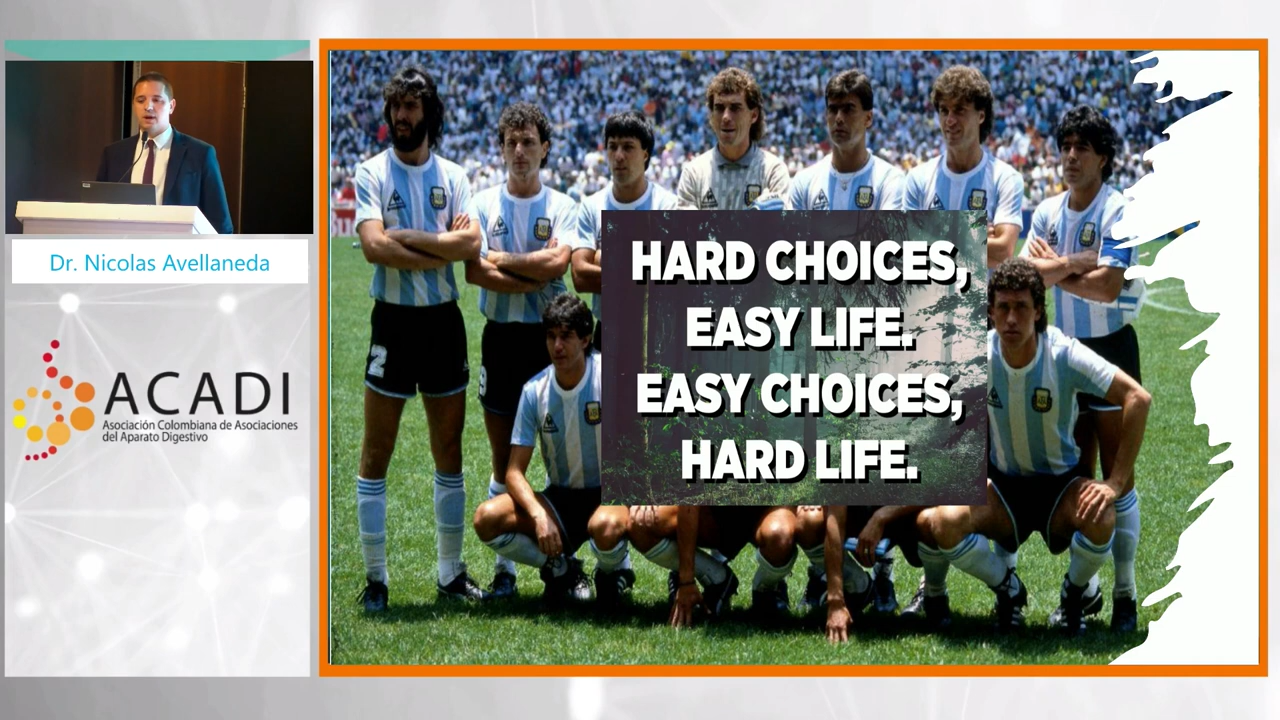 Dr. Nicolas Avellaneda
ACADI
Asociación Colombiana de Asociaciones
del Aparato Digestivo
HARD CHOICES,
EASY LIFE.
EASY CHOICES,
HARD LIFE.
2